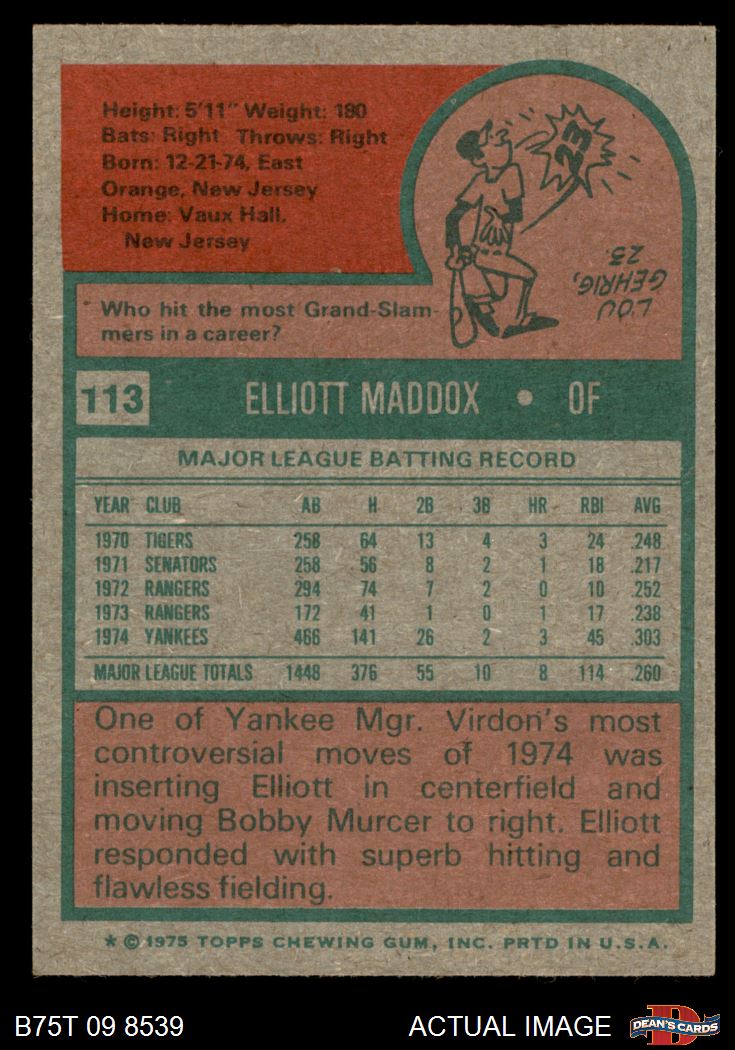 Height: 5'11" Weight: 180
Bats: Right Throws: Right
Born: 12-21-74, East
Orange, New Jersey
Home: Vaux Hall,
New Jersey
23
LOU
GEHRIG,
23.
Who hit the most Grand-Slam-
mers in a career?
113 ELLIOTT MADDOX • OF
MAJOR LEAGUE BATTING RECORD
YEAR CLUB AB H 2B 3B HR RBI AVG
1970 TIGERS 258 64 13 4 3 24 .248
1971 SENATORS 258 56 8 2 1 18 .217
1972 RANGERS 294 74 7 2 0 10 .252
1973 RANGERS 172 41 1 0 1 17 .238
1974 YANKEES 466 141 26 2 3 45 .303
MAJOR LEAGUE TOTALS 1448 376 55 10 8 114 .260
One of Yankee Mgr. Virdon's most
controversial moves of 1974 was
inserting Elliott in centerfield and
moving Bobby Murcer to right. Elliott
responded with superb hitting and
flawless fielding.
* © 1975 TOPPS CHEWING GUM, INC. PRTD IN U.S.A.
B75T 09 8539 ACTUAL IMAGE
D
DEAN'S CARDS